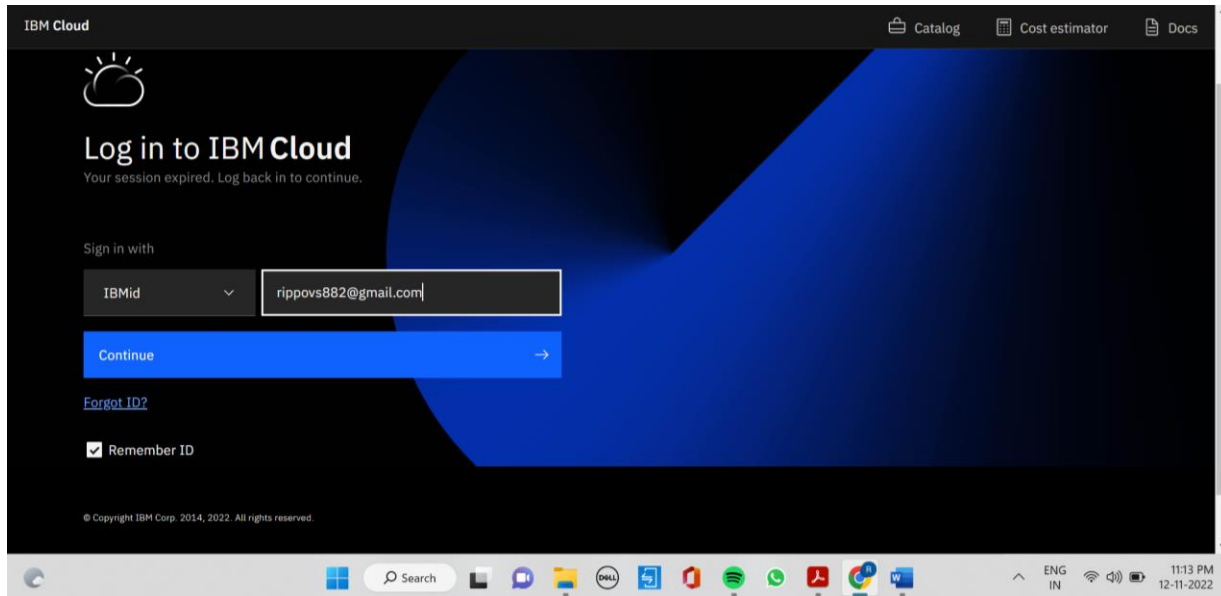 IBM Cloud
Catalog
Cost estimator
Docs
Log in to IBM Cloud
Your session expired. Log back in to continue.
Sign in with
IBMid
rippovs882@gmail.com
Continue
Forgot ID?
Remember ID
© Copyright IBM Corp. 2014, 2022. All rights reserved.
Search
DELL
R
W
ENG
IN
11:13 PM
12-11-2022